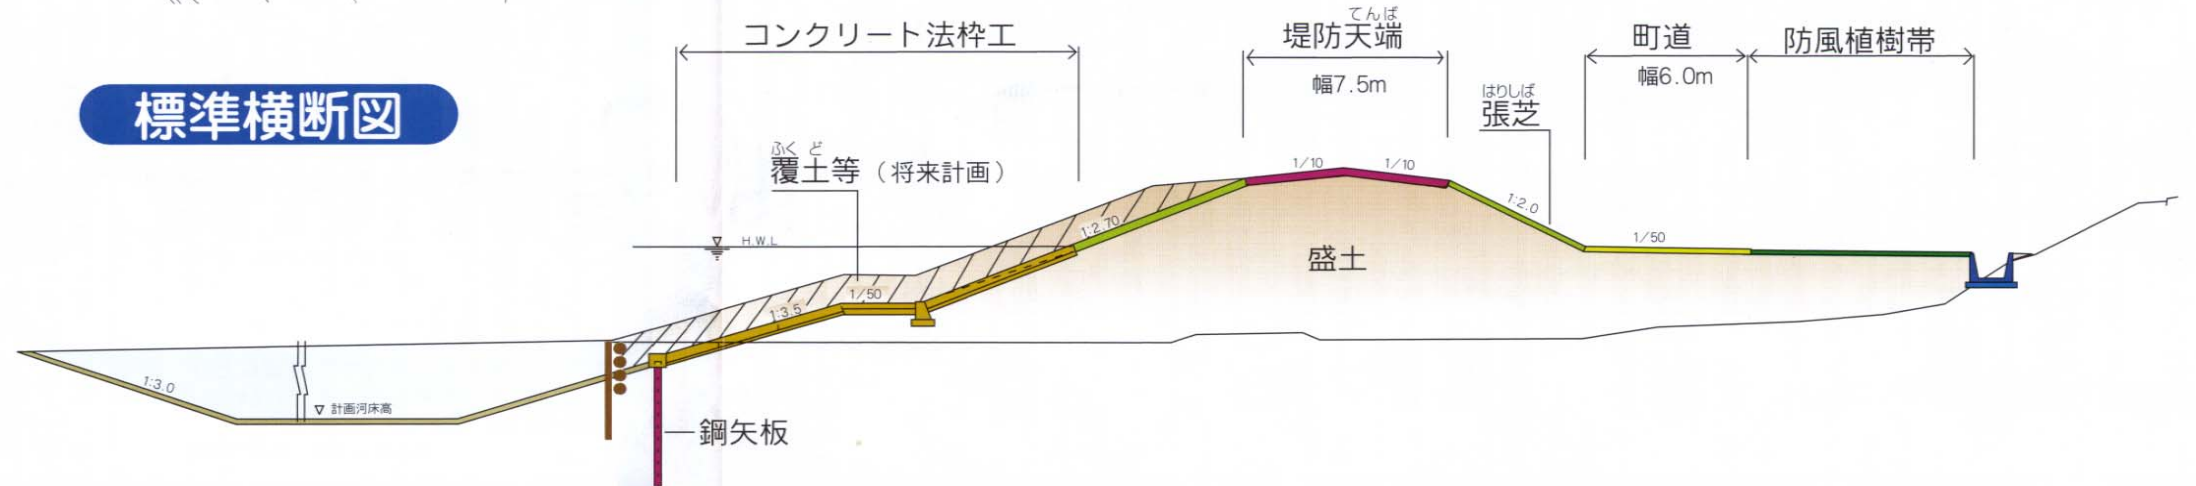 標準横断図
コンクリート法枠工
てんば
堤防天端
幅7.5m
町道
幅6.0m
防風植樹帯
はりしば
張芝
ふくど
覆土等（将来計画）
1/10
1/10
1:2.0
1:2.70
H.W.L
1/50
盛土
1/50
1:3.5
1:3.0
計画河床高
鋼矢板